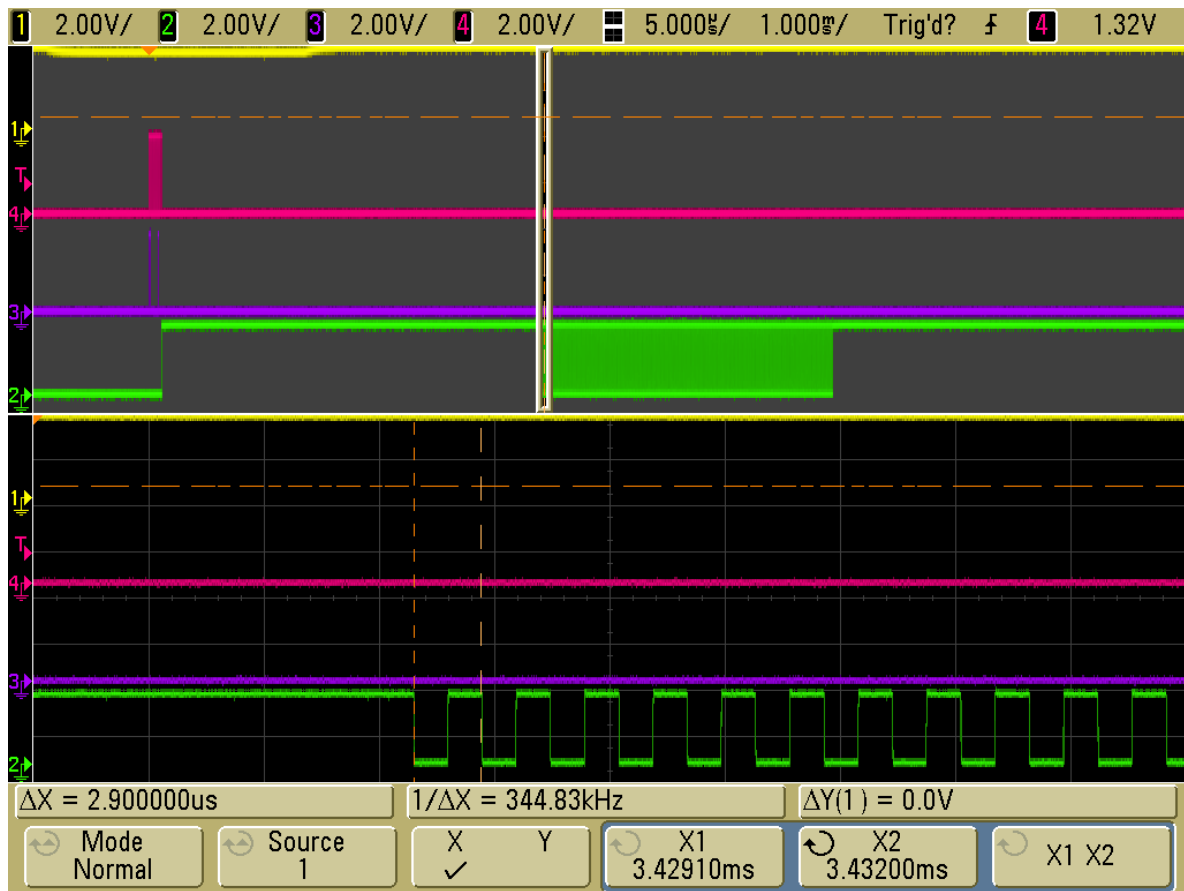 1 2.00V/ 2 2.00V/ 3 2.00V/ 4 2.00V/ 5.000µs/ 1.000ms/ Trig'd? 4 1.32V
1
T
4
3
2
1
T
4
3
2
ΔX = 2.900000us 1/ΔX = 344.83kHz ΔY(1) = 0.0V
Mode Source X Y X1 X2 X1 X2
Normal 1 ✓ 3.42910ms 3.43200ms